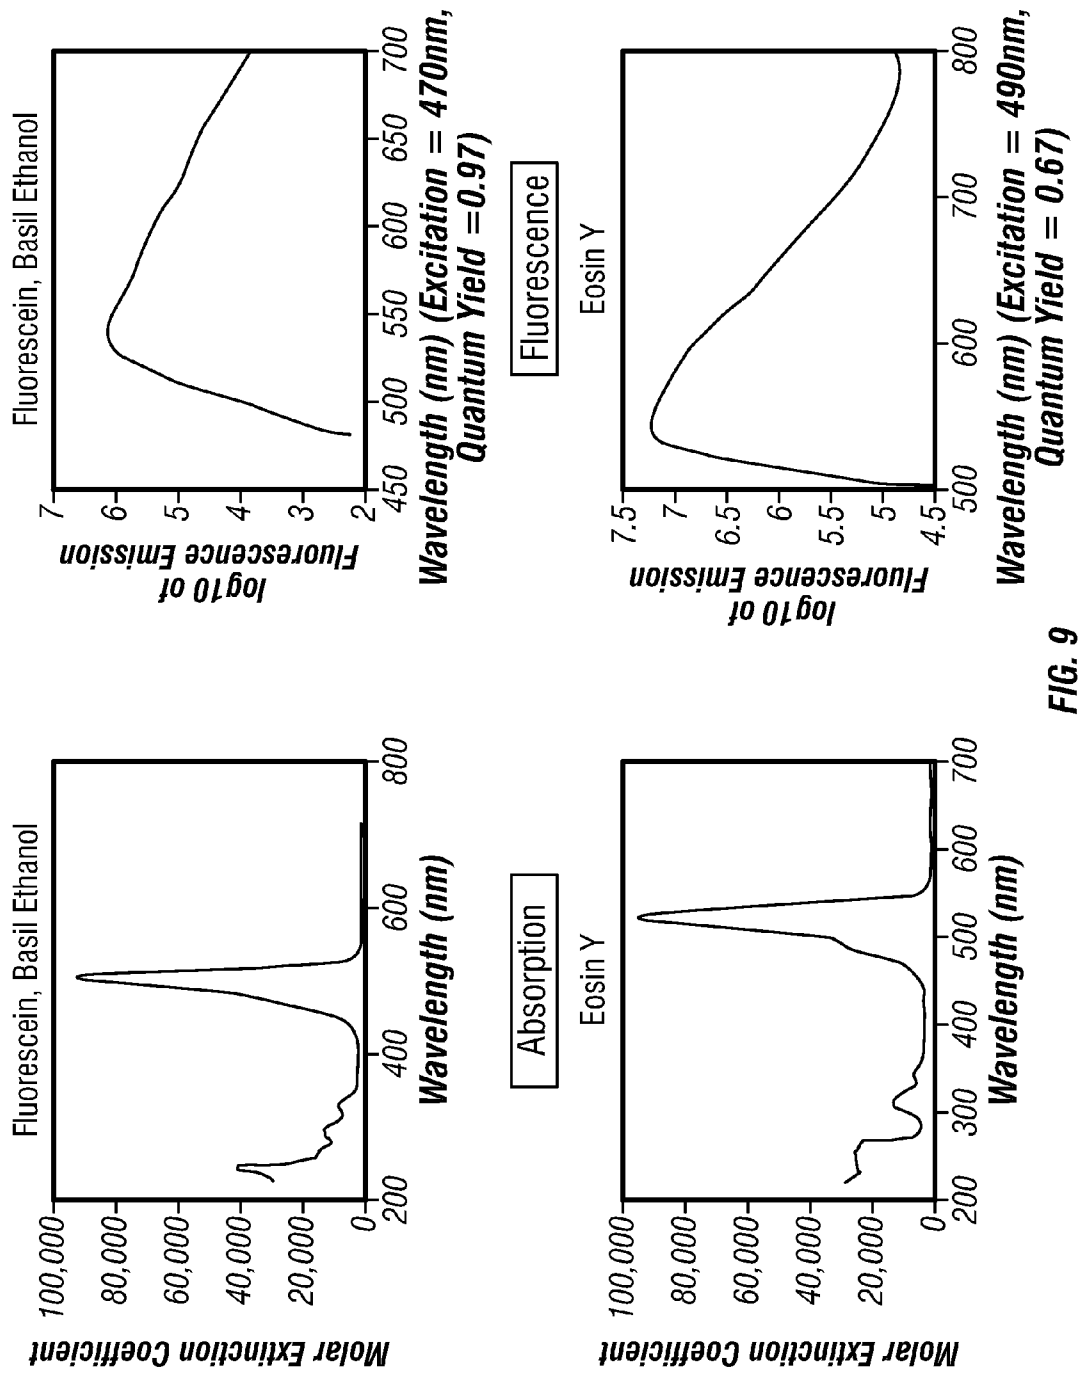 Fluorescein, Basil Ethanol
100,000
80,000
60,000
40,000
20,000
0
Molar Extinction Coefficient
200
400
600
800
Wavelength (nm)
Absorption
Eosin Y
100,000
80,000
60,000
40,000
20,000
0
Molar Extinction Coefficient
200
300
400
500
600
700
Wavelength (nm)
Fluorescein, Basil Ethanol
7
6
5
4
3
2
log10 of
Fluorescence Emission
450
500
550
600
650
700
Wavelength (nm) (Excitation = 470nm,
Quantum Yield =0.97)
Fluorescence
Eosin Y
7.5
7
6.5
6
5.5
5
4.5
log10 of
Fluorescence Emission
500
600
700
800
Wavelength (nm) (Excitation = 490nm,
Quantum Yield = 0.67)
FIG. 9